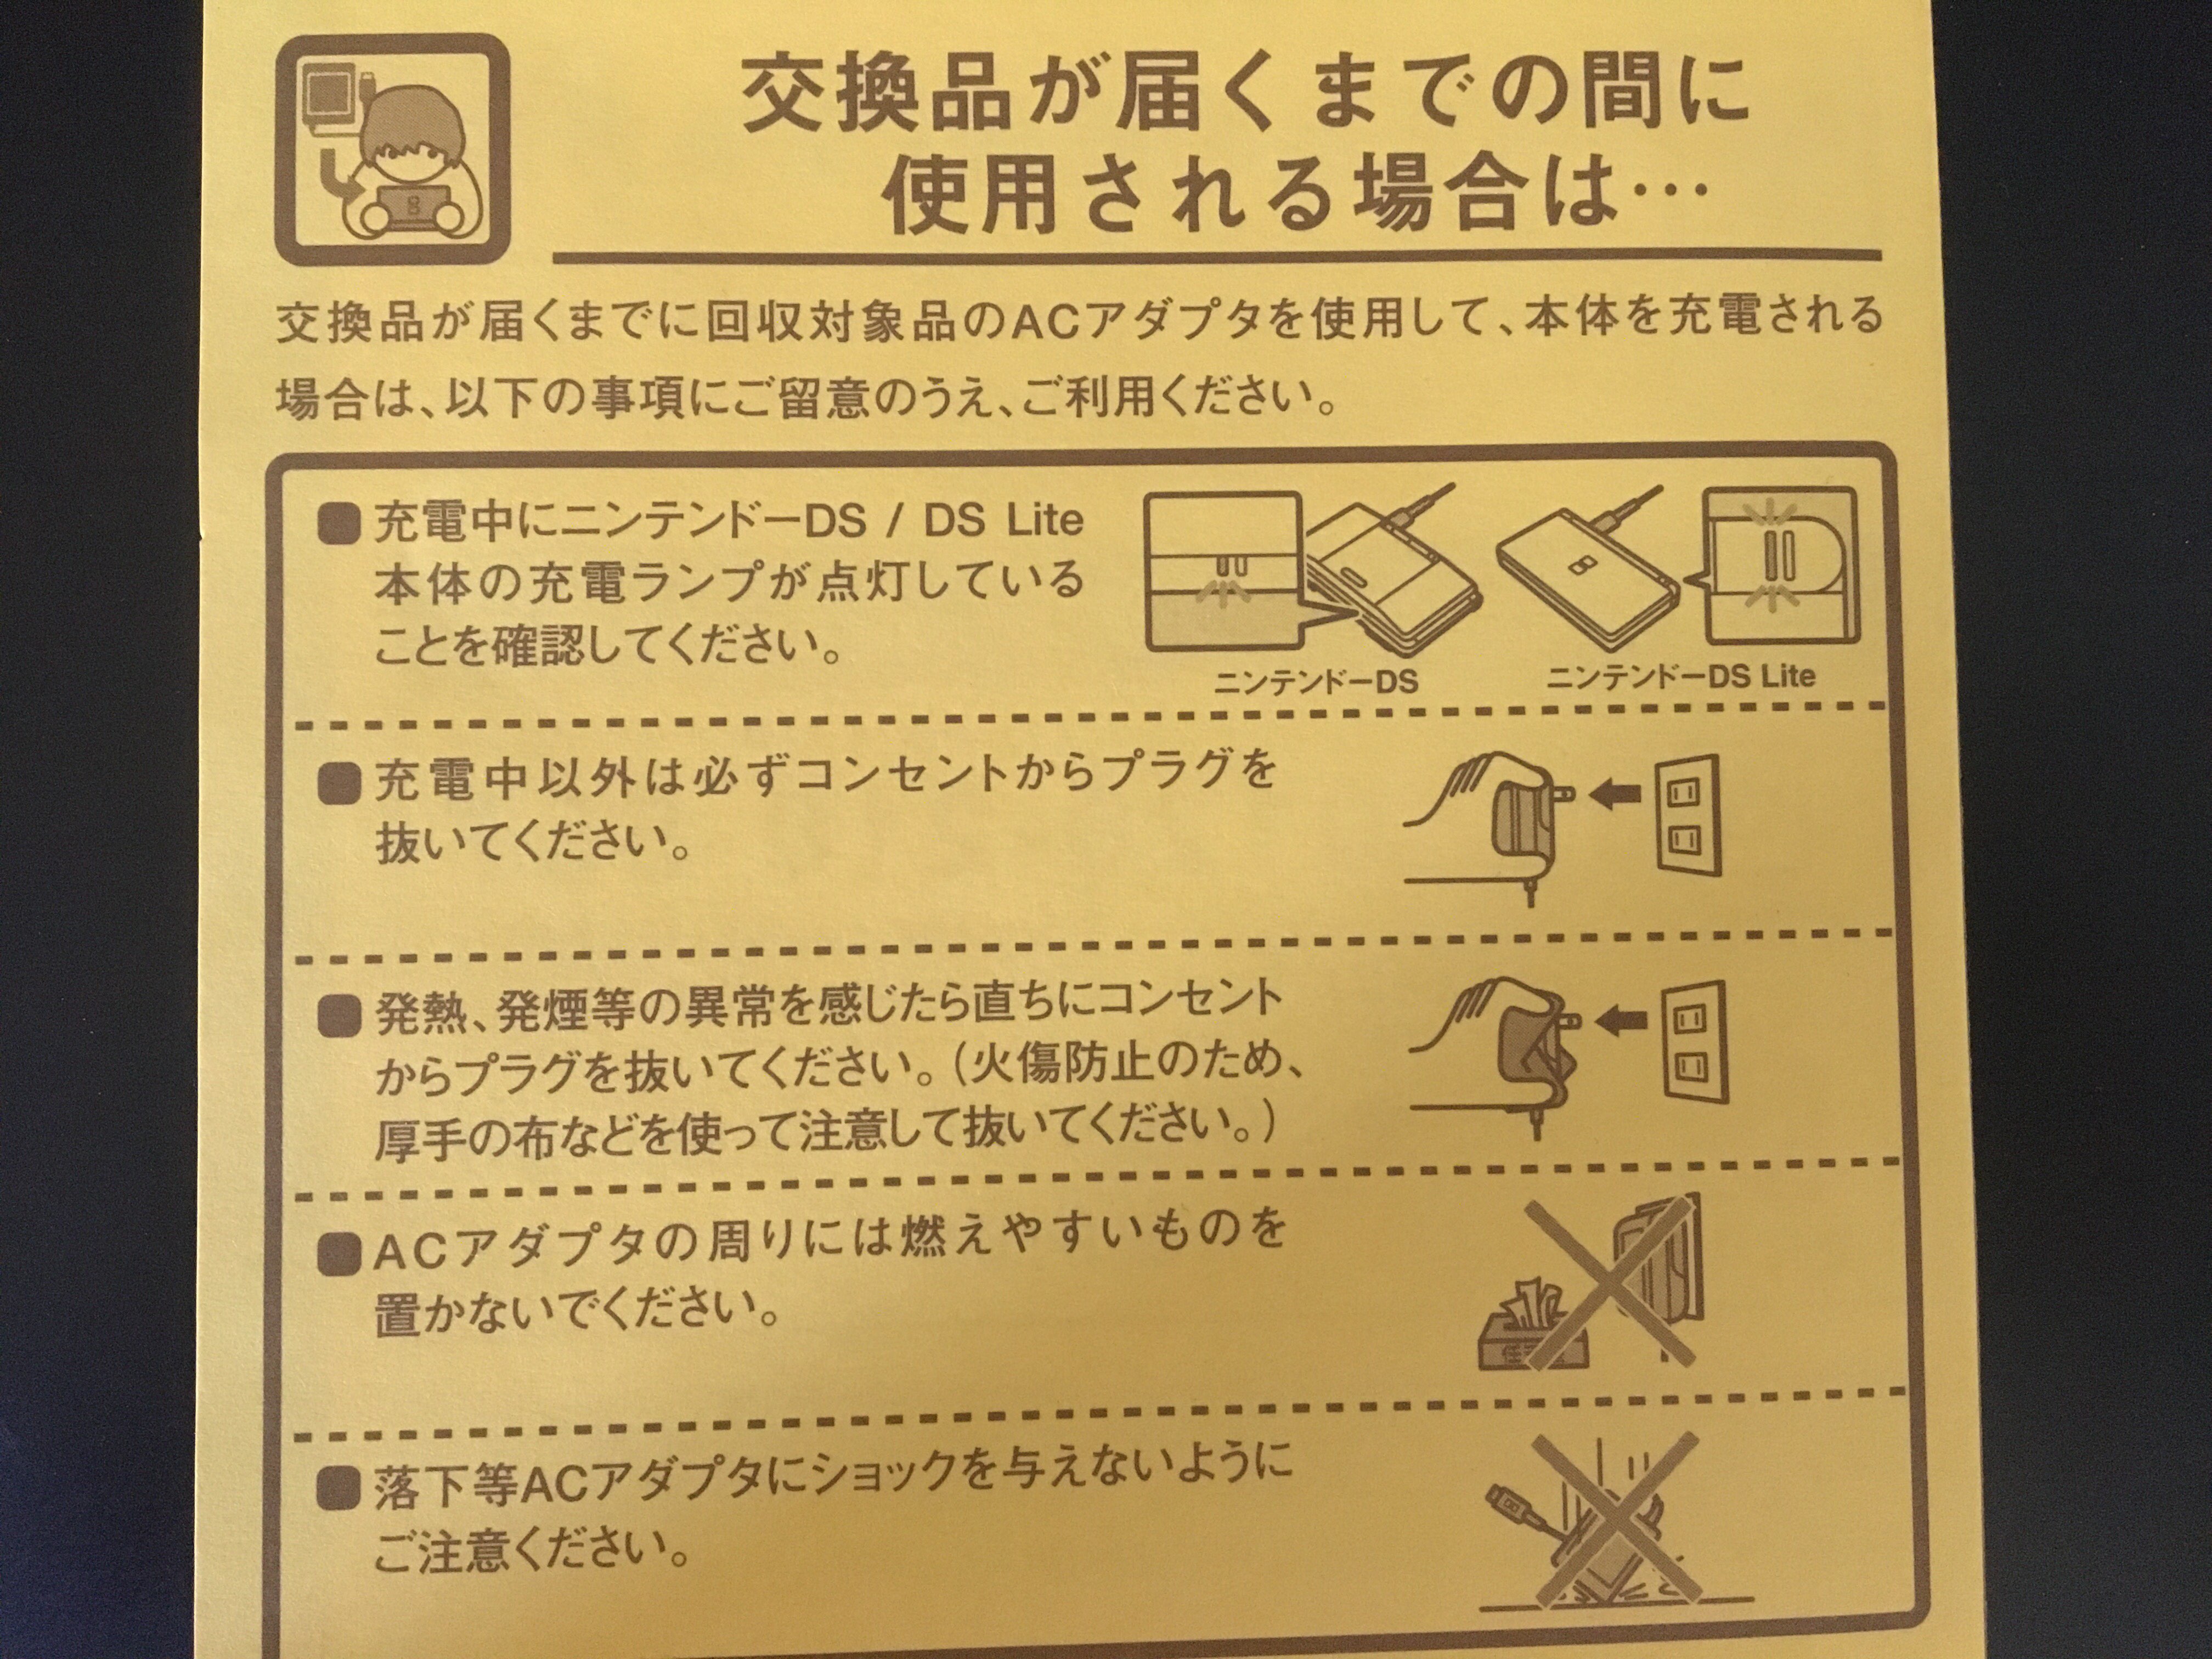 交換品が届くまでの間に
使用される場合は…
交換品が届くまでに回収対象品のACアダプタを使用して、本体を充電される
場合は、以下の事項にご留意のうえ、ご利用ください。
充電中にニンテンドーDS / DS Lite
本体の充電ランプが点灯している
ことを確認してください。
ニンテンドーDS
ニンテンドーDS Lite
充電中以外は必ずコンセントからプラグを
抜いてください。
発熱、発煙等の異常を感じたら直ちにコンセント
からプラグを抜いてください。（火傷防止のため、
厚手の布などを使って注意して抜いてください。）
ACアダプタの周りには燃えやすいものを
置かないでください。
落下等ACアダプタにショックを与えないように
ご注意ください。